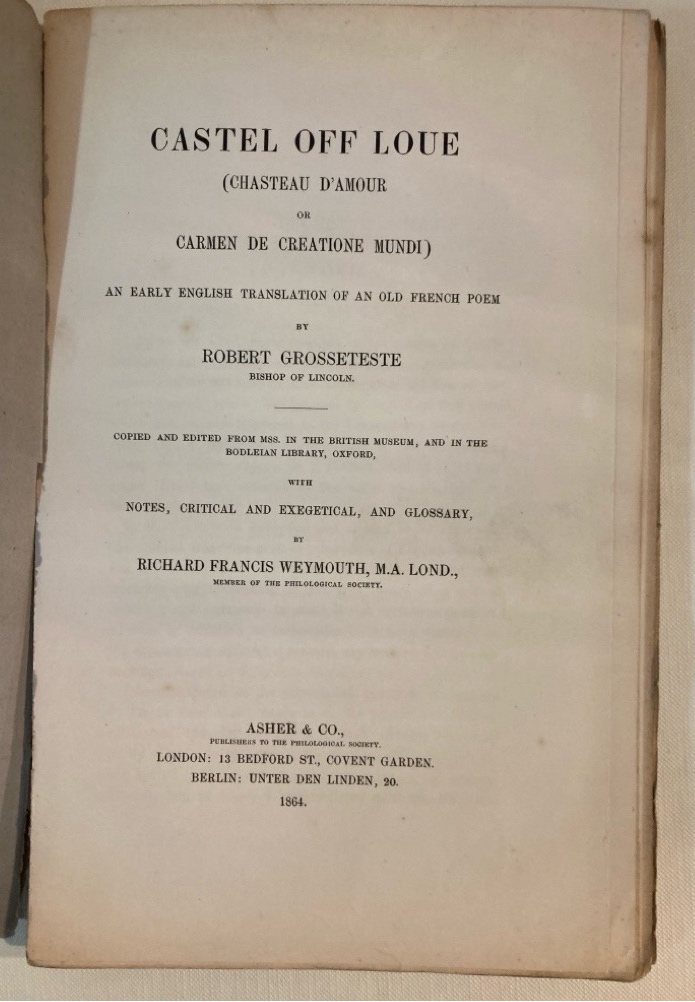 CASTEL OFF LOUE
(CHASTEAU D'AMOUR
OR
CARMEN DE CREATIONE MUNDI)
AN EARLY ENGLISH TRANSLATION OF AN OLD FRENCH POEM
BY
ROBERT GROSSETESTE
BISHOP OF LINCOLN.
COPIED AND EDITED FROM MSS. IN THE BRITISH MUSEUM, AND IN THE
BODLEIAN LIBRARY, OXFORD,
WITH
NOTES, CRITICAL AND EXEGETICAL, AND GLOSSARY,
BY
RICHARD FRANCIS WEYMOUTH, M.A. LOND.,
MEMBER OF THE PHILOLOGICAL SOCIETY.
ASHER & CO.,
PUBLISHERS TO THE PHILOLOGICAL SOCIETY.
LONDON: 13 BEDFORD ST., COVENT GARDEN.
BERLIN: UNTER DEN LINDEN, 20.
1864.